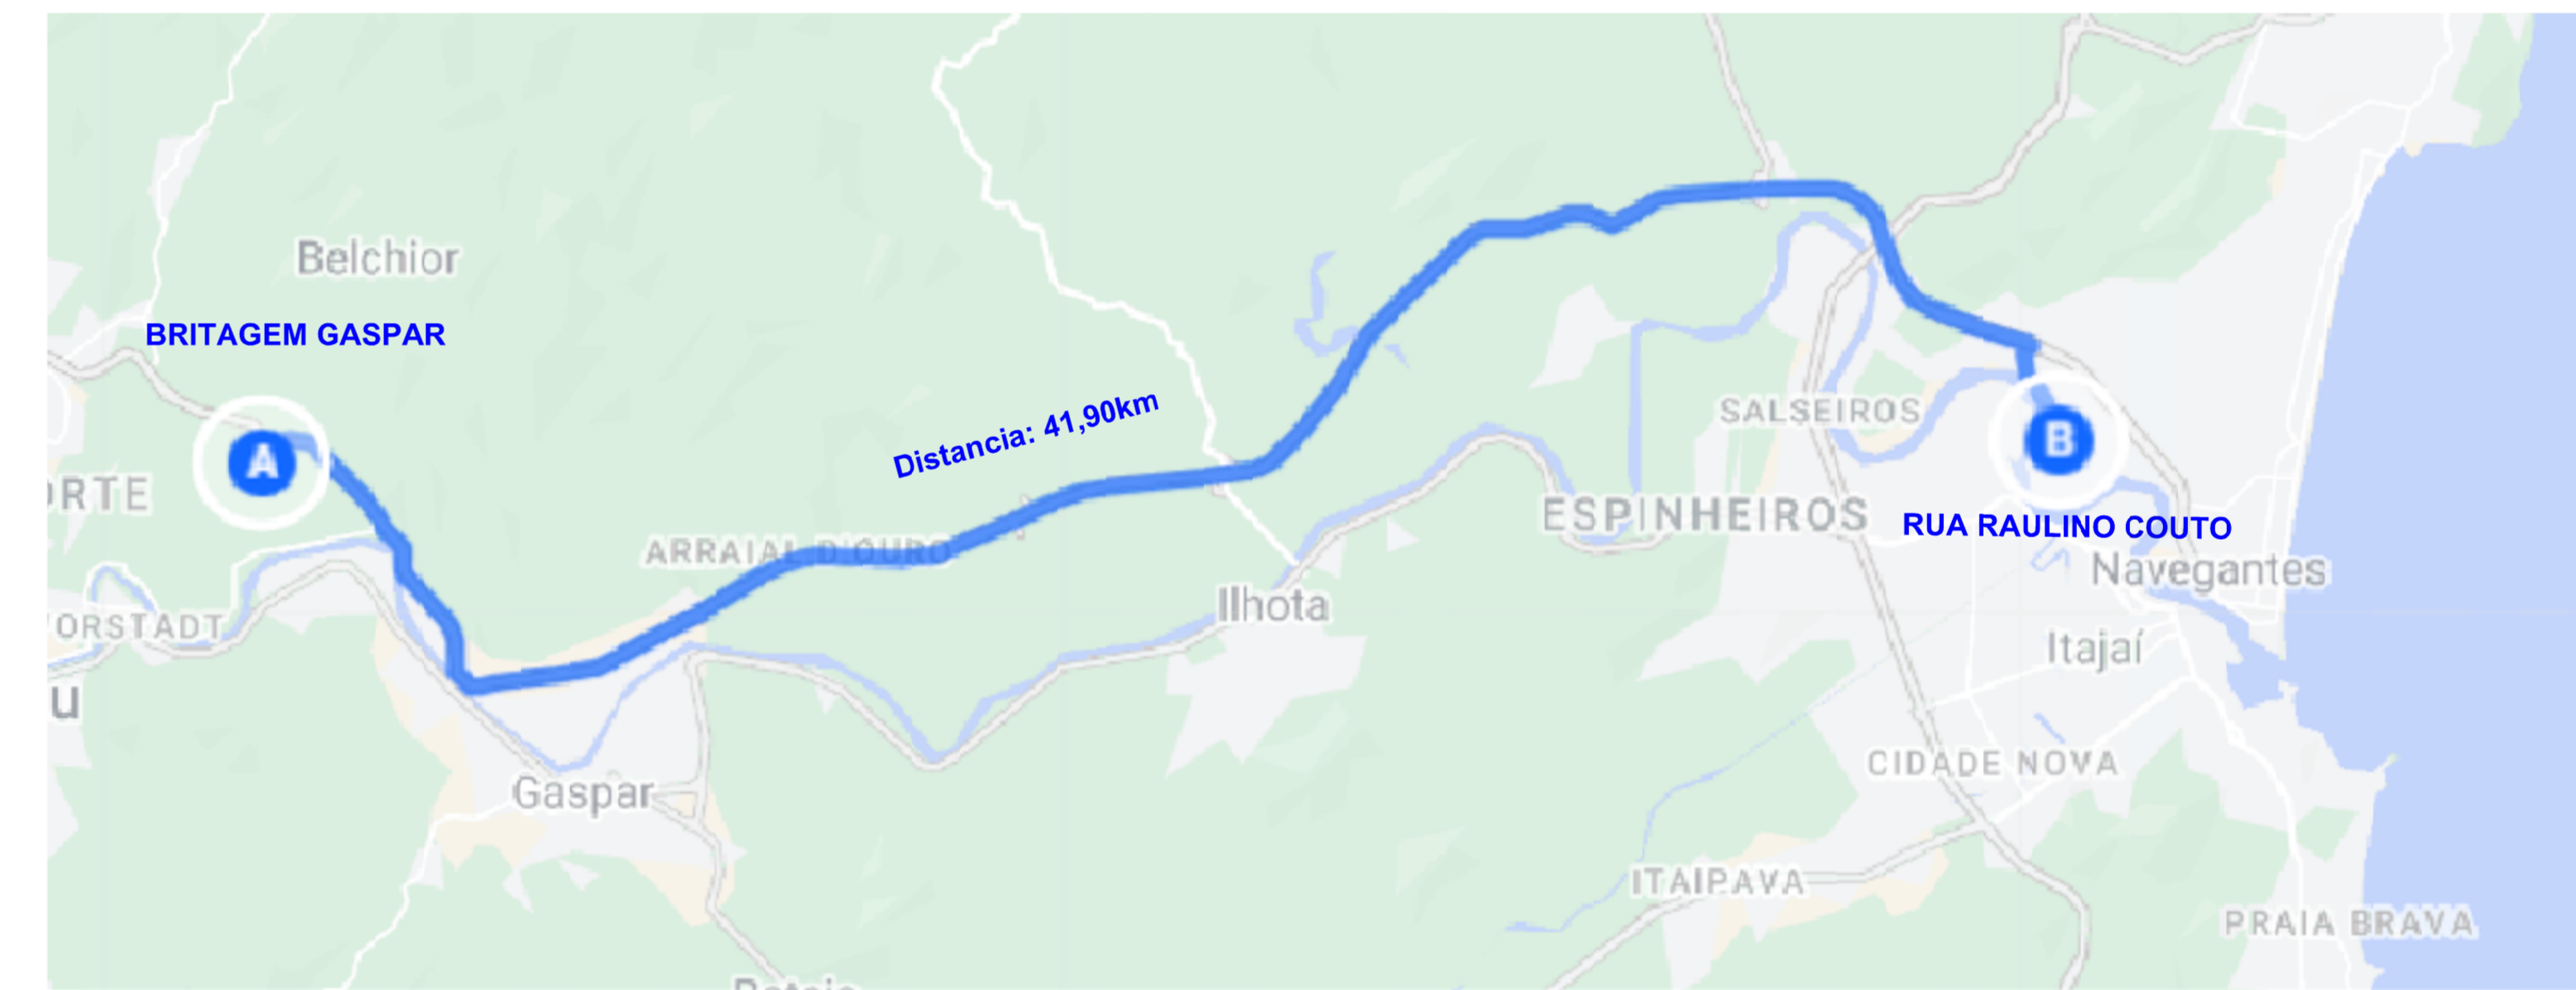 Belchior
BRITAGEM GASPAR
A
Distancia: 41,90km
SALSEIROS
B
ORTE
ESPINHEIROS
RUA RAULINO COUTO
ARRAIAL D'OURO
Navegantes
Ilhota
ORSTADT
Itajaí
u
CIDADE NOVA
Gaspar
ITAIPAVA
PRAIA BRAVA